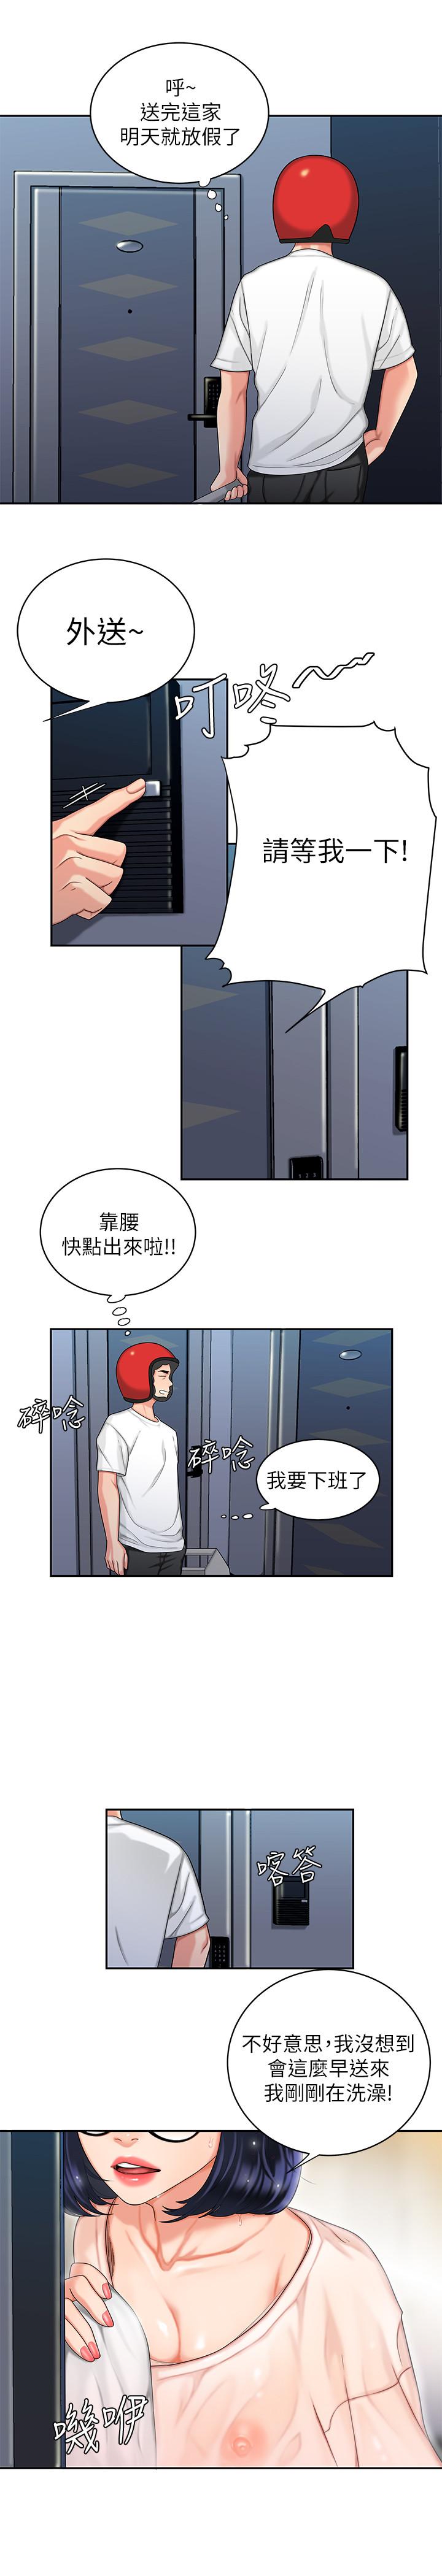 呼~
送完這家
明天就放假了
外送~
叮咚~
請等我一下!
靠腰
快點出來啦!!
碎唸
碎唸
我要下班了
喀答
不好意思,我沒想到
會這麼早送來
我剛剛在洗澡!
嘰咿